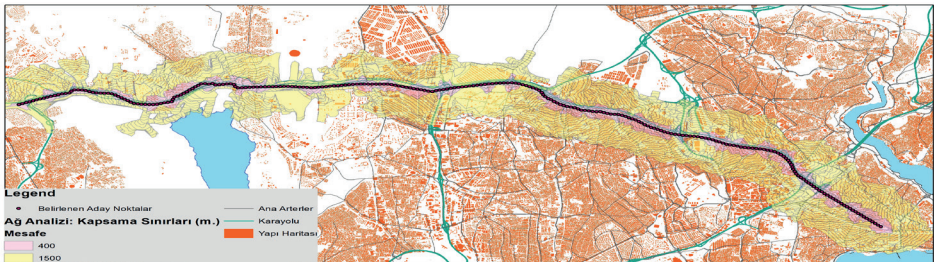 Legend
Belirlenen Aday Noktalar
Ağ Analizi: Kapsama Sınırları (m.)
Mesafe
400
1500
Ana Arterler
Karayolu
Yapı Haritası